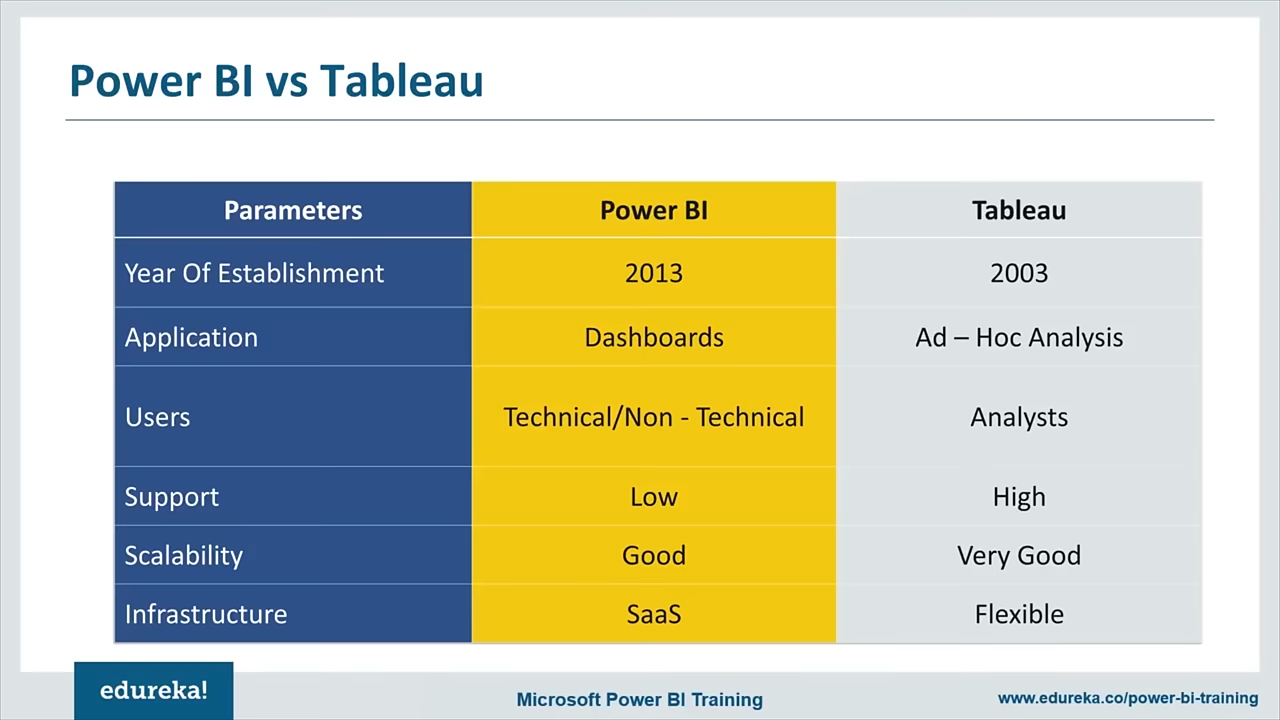 Power BI vs Tableau
Parameters Power BI Tableau
Year Of Establishment 2013 2003
Application Dashboards Ad – Hoc Analysis
Users Technical/Non - Technical Analysts
Support Low High
Scalability Good Very Good
Infrastructure SaaS Flexible
edureka! Microsoft Power BI Training www.edureka.co/power-bi-training